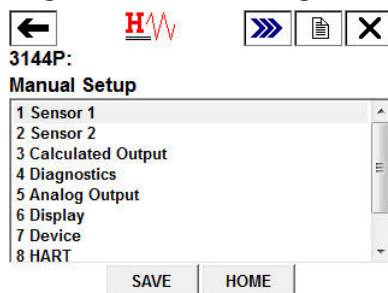 H
3144P:
Manual Setup
1 Sensor 1
2 Sensor 2
3 Calculated Output
4 Diagnostics
5 Analog Output
6 Display
7 Device
8 HART
SAVE HOME